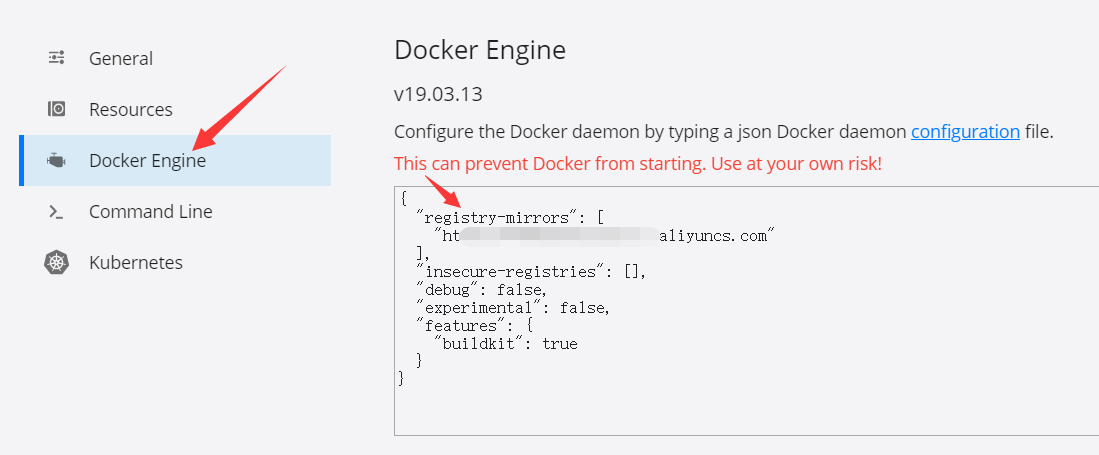 General
Resources
Docker Engine
Command Line
Kubernetes
Docker Engine
v19.03.13
Configure the Docker daemon by typing a json Docker daemon configuration file.
This can prevent Docker from starting. Use at your own risk!
{
"registry-mirrors": [
"ht aliyuncs.com"
],
"insecure-registries": [],
"debug": false,
"experimental": false,
"features": {
"buildkit": true
}
}